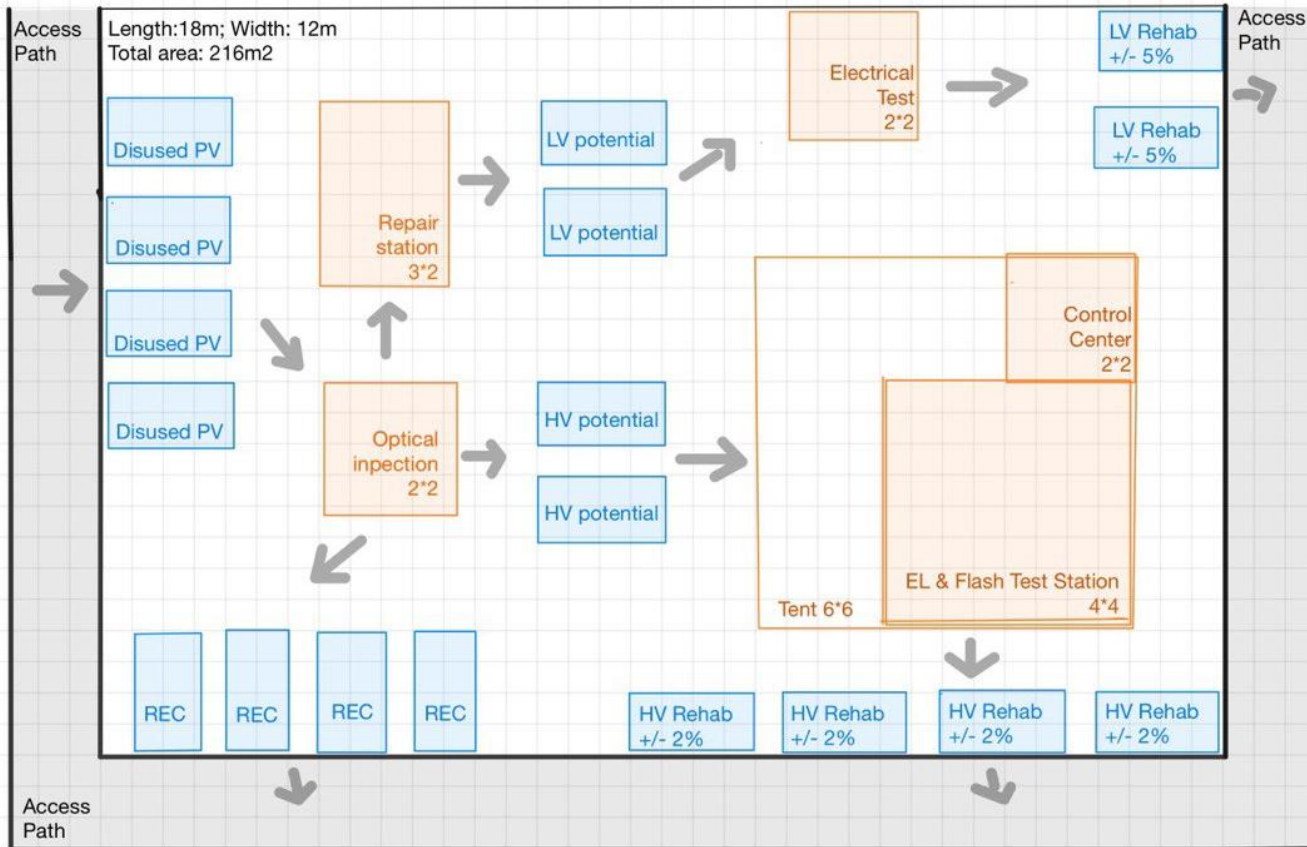 Access
Path
Length:18m; Width: 12m
Total area: 216m2
Access
Path
Disused PV
Disused PV
Disused PV
Disused PV
Repair
station
3*2
LV potential
LV potential
Electrical
Test
2*2
LV Rehab
+/- 5%
LV Rehab
+/- 5%
Optical
inpection
2*2
HV potential
HV potential
Control
Center
2*2
EL & Flash Test Station
4*4
Tent 6*6
REC
REC
REC
REC
HV Rehab
+/- 2%
HV Rehab
+/- 2%
HV Rehab
+/- 2%
HV Rehab
+/- 2%
Access
Path